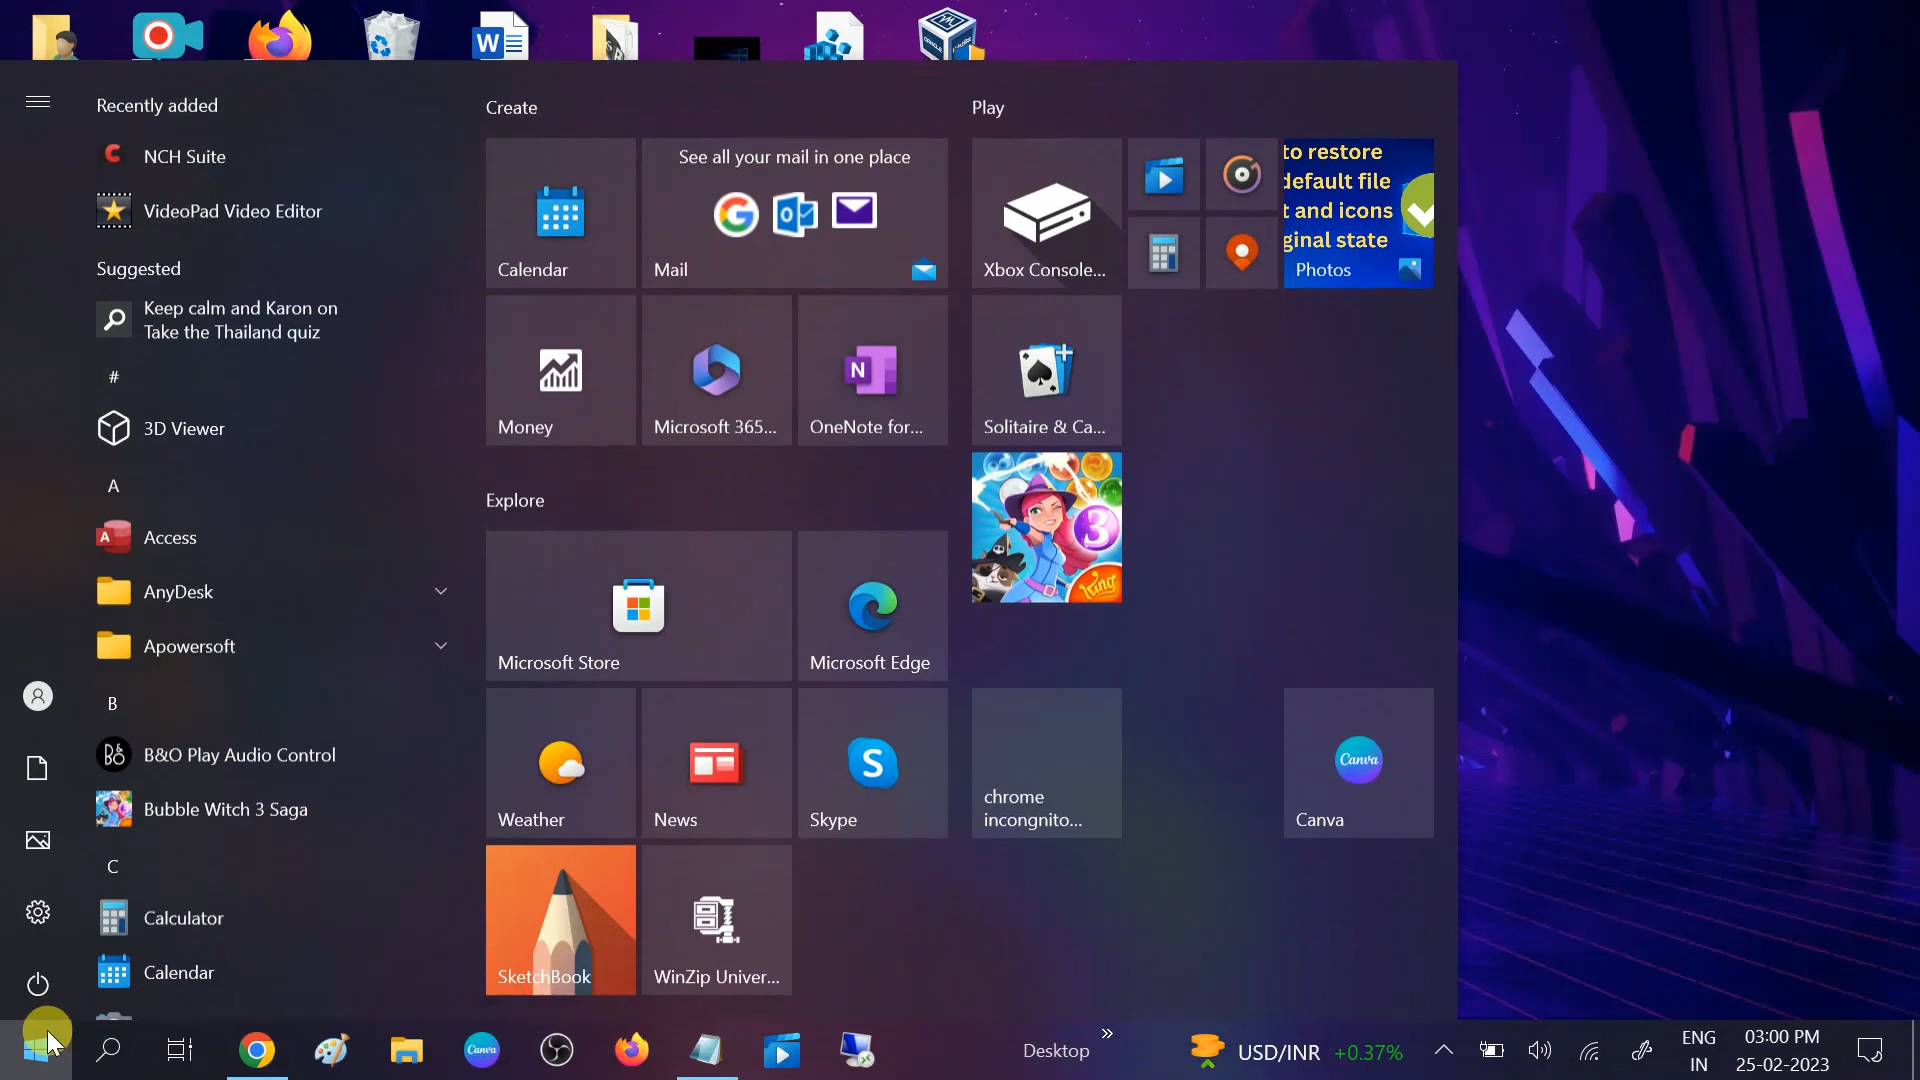 Recently added
NCH Suite
VideoPad Video Editor
Suggested
Keep calm and Karon on
Take the Thailand quiz
#
3D Viewer
A
Access
AnyDesk
Apowersoft
B
B&O Play Audio Control
Bubble Witch 3 Saga
C
Calculator
Calendar
Create
Calendar
See all your mail in one place
Mail
Money
Microsoft 365...
N
OneNote for...
Explore
Microsoft Store
Microsoft Edge
Weather
News
S
Skype
SketchBook
WinZip Univer...
Play
Xbox Console...
to restore
default file
t and icons
ginal state
Photos
Solitaire & Ca...
3
King
chrome
incongnito...
Canva
Canva
W
Canva
Desktop
USD/INR +0.37%
ENG
IN
03:00 PM
25-02-2023